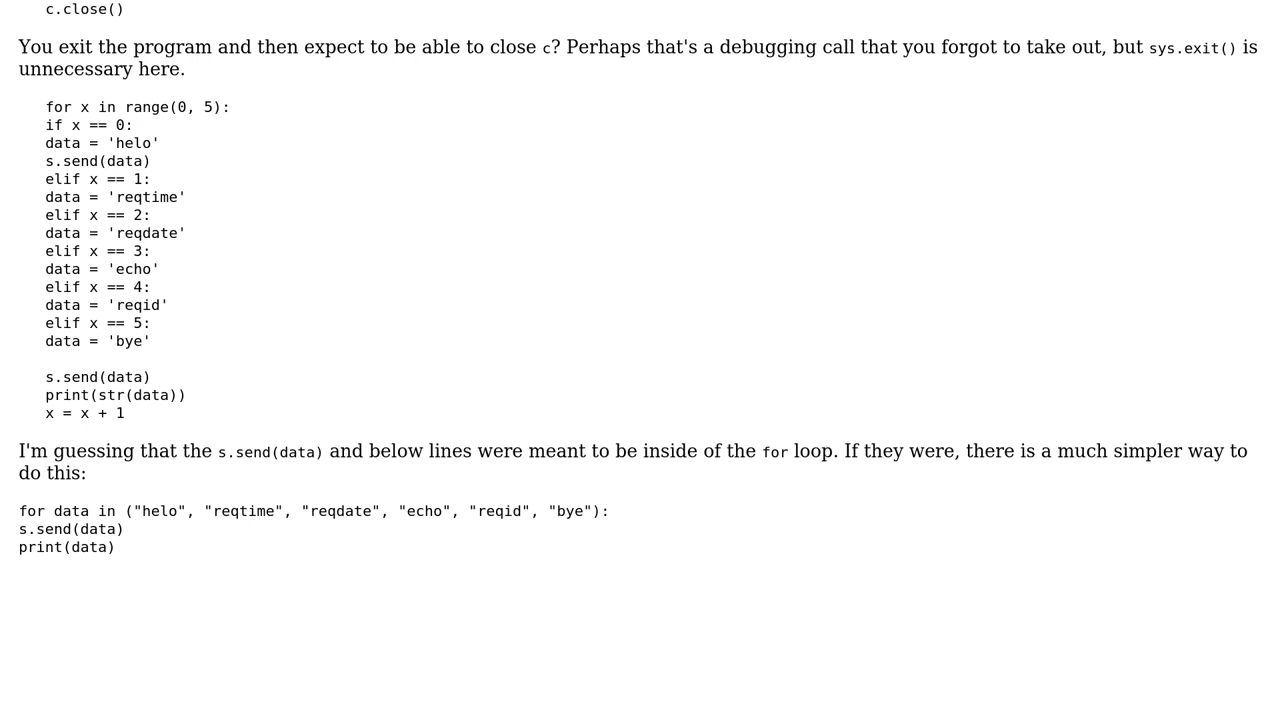 c.close()
You exit the program and then expect to be able to close c? Perhaps that's a debugging call that you forgot to take out, but sys.exit() is
unnecessary here.
for x in range(0, 5):
if x == 0:
data = 'helo'
s.send(data)
elif x == 1:
data = 'reqtime'
elif x == 2:
data = 'reqdate'
elif x == 3:
data = 'echo'
elif x == 4:
data = 'reqid'
elif x == 5:
data = 'bye'
s.send(data)
print(str(data))
x = x + 1
I'm guessing that the s.send(data) and below lines were meant to be inside of the for loop. If they were, there is a much simpler way to
do this:
for data in ("helo", "reqtime", "reqdate", "echo", "reqid", "bye"):
s.send(data)
print(data)